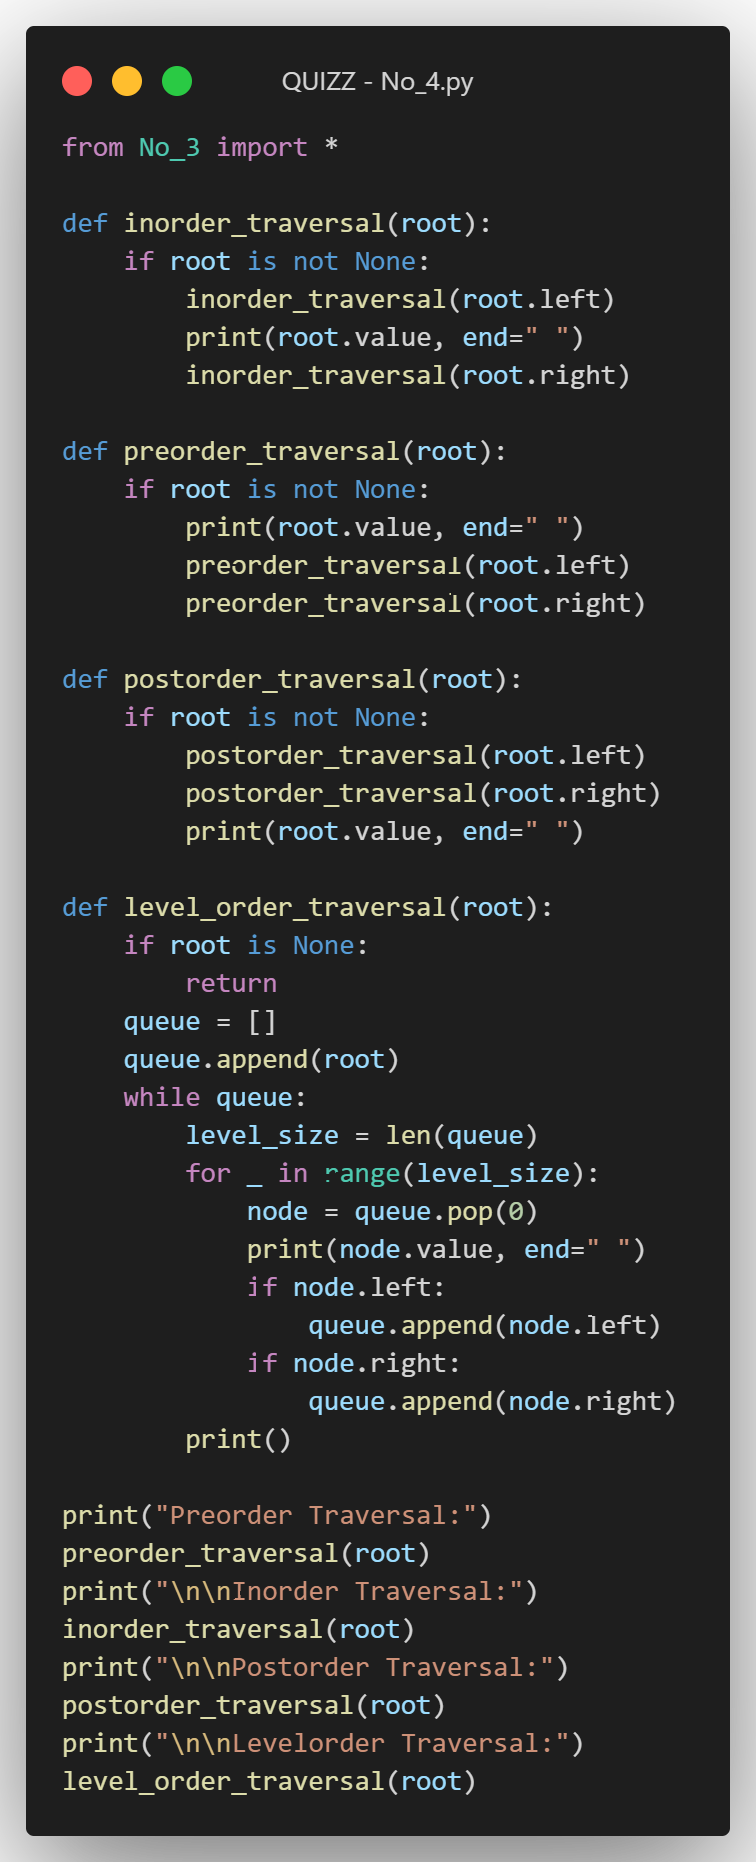 QUIZZ - No_4.py
from No_3 import *

def inorder_traversal(root):
    if root is not None:
        inorder_traversal(root.left)
        print(root.value, end=" ")
        inorder_traversal(root.right)

def preorder_traversal(root):
    if root is not None:
        print(root.value, end=" ")
        preorder_traversal(root.left)
        preorder_traversal(root.right)

def postorder_traversal(root):
    if root is not None:
        postorder_traversal(root.left)
        postorder_traversal(root.right)
        print(root.value, end=" ")

def level_order_traversal(root):
    if root is None:
        return
    queue = []
    queue.append(root)
    while queue:
        level_size = len(queue)
        for _ in range(level_size):
            node = queue.pop(0)
            print(node.value, end=" ")
            if node.left:
                queue.append(node.left)
            if node.right:
                queue.append(node.right)
        print()

print("Preorder Traversal:")
preorder_traversal(root)
print("\n\nInorder Traversal:")
inorder_traversal(root)
print("\n\nPostorder Traversal:")
postorder_traversal(root)
print("\n\nLevelorder Traversal:")
level_order_traversal(root)